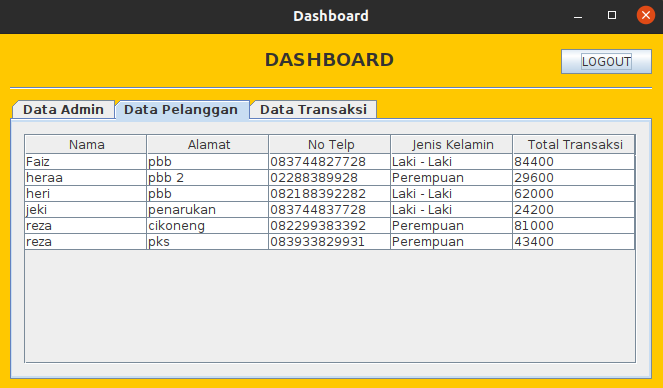 Dashboard
DASHBOARD
LOGOUT
Data Admin Data Pelanggan Data Transaksi
Nama Alamat No Telp Jenis Kelamin Total Transaksi
Faiz pbb 083744827728 Laki - Laki 84400
heraa pbb 2 02288389928 Perempuan 29600
heri pbb 082188392282 Laki - Laki 62000
jeki penarukan 083744837728 Laki - Laki 24200
reza cikoneng 082299383392 Perempuan 81000
reza pks 083933829931 Perempuan 43400